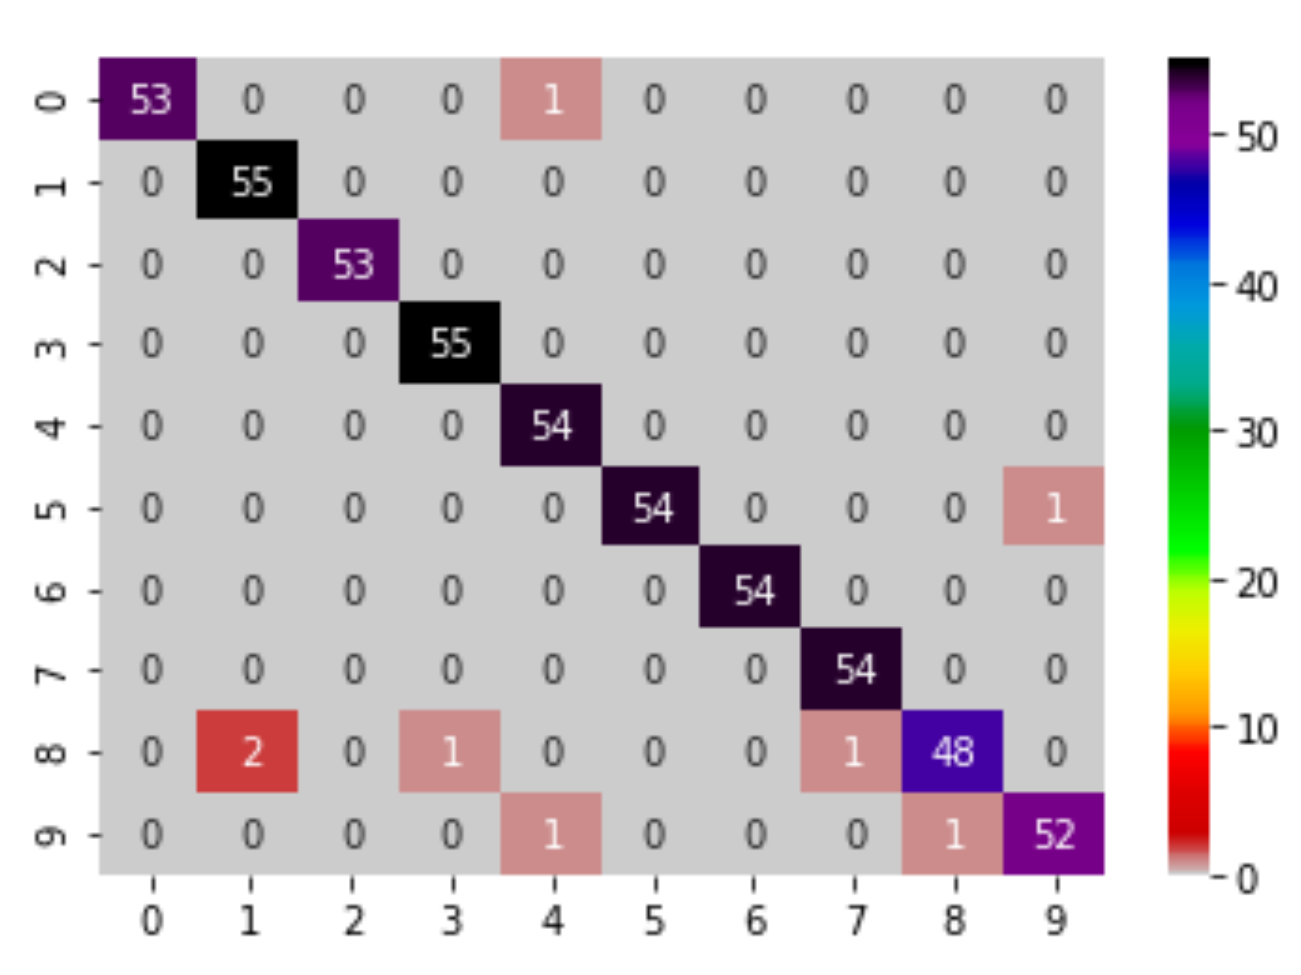 0 53 0 0 0 1 0 0 0 0 0
1 0 55 0 0 0 0 0 0 0 0
2 0 0 53 0 0 0 0 0 0 0
3 0 0 0 55 0 0 0 0 0 0
4 0 0 0 0 54 0 0 0 0 0
5 0 0 0 0 0 54 0 0 0 1
6 0 0 0 0 0 0 54 0 0 0
7 0 0 0 0 0 0 0 54 0 0
8 0 2 0 1 0 0 0 1 48 0
9 0 0 0 0 1 0 0 0 1 52
0 1 2 3 4 5 6 7 8 9
50
40
30
20
10
0